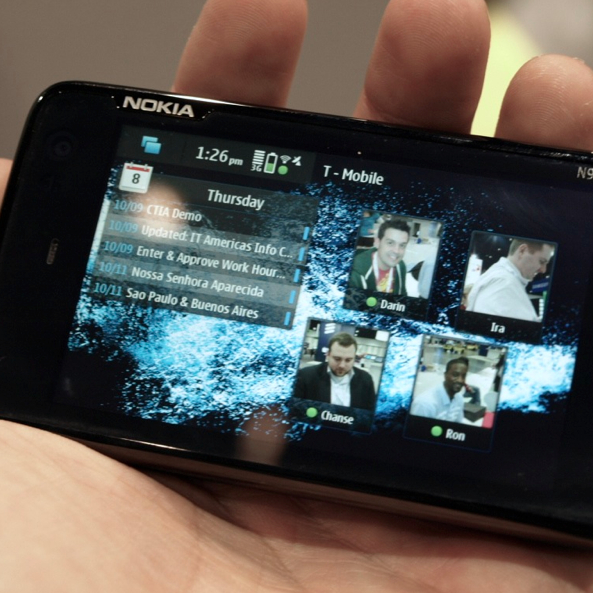 NOKIA
N9
1:26 pm
3G
T - Mobile
8
Thursday
10/09 CTIA Demo
10/09 Updated: IT Americas Info C...
10/09 Enter & Approve Work Hour...
10/11 Nossa Senhora Aparecida
10/11 Sao Paulo & Buenos Aires
Darin
Ira
Chanse
Ron